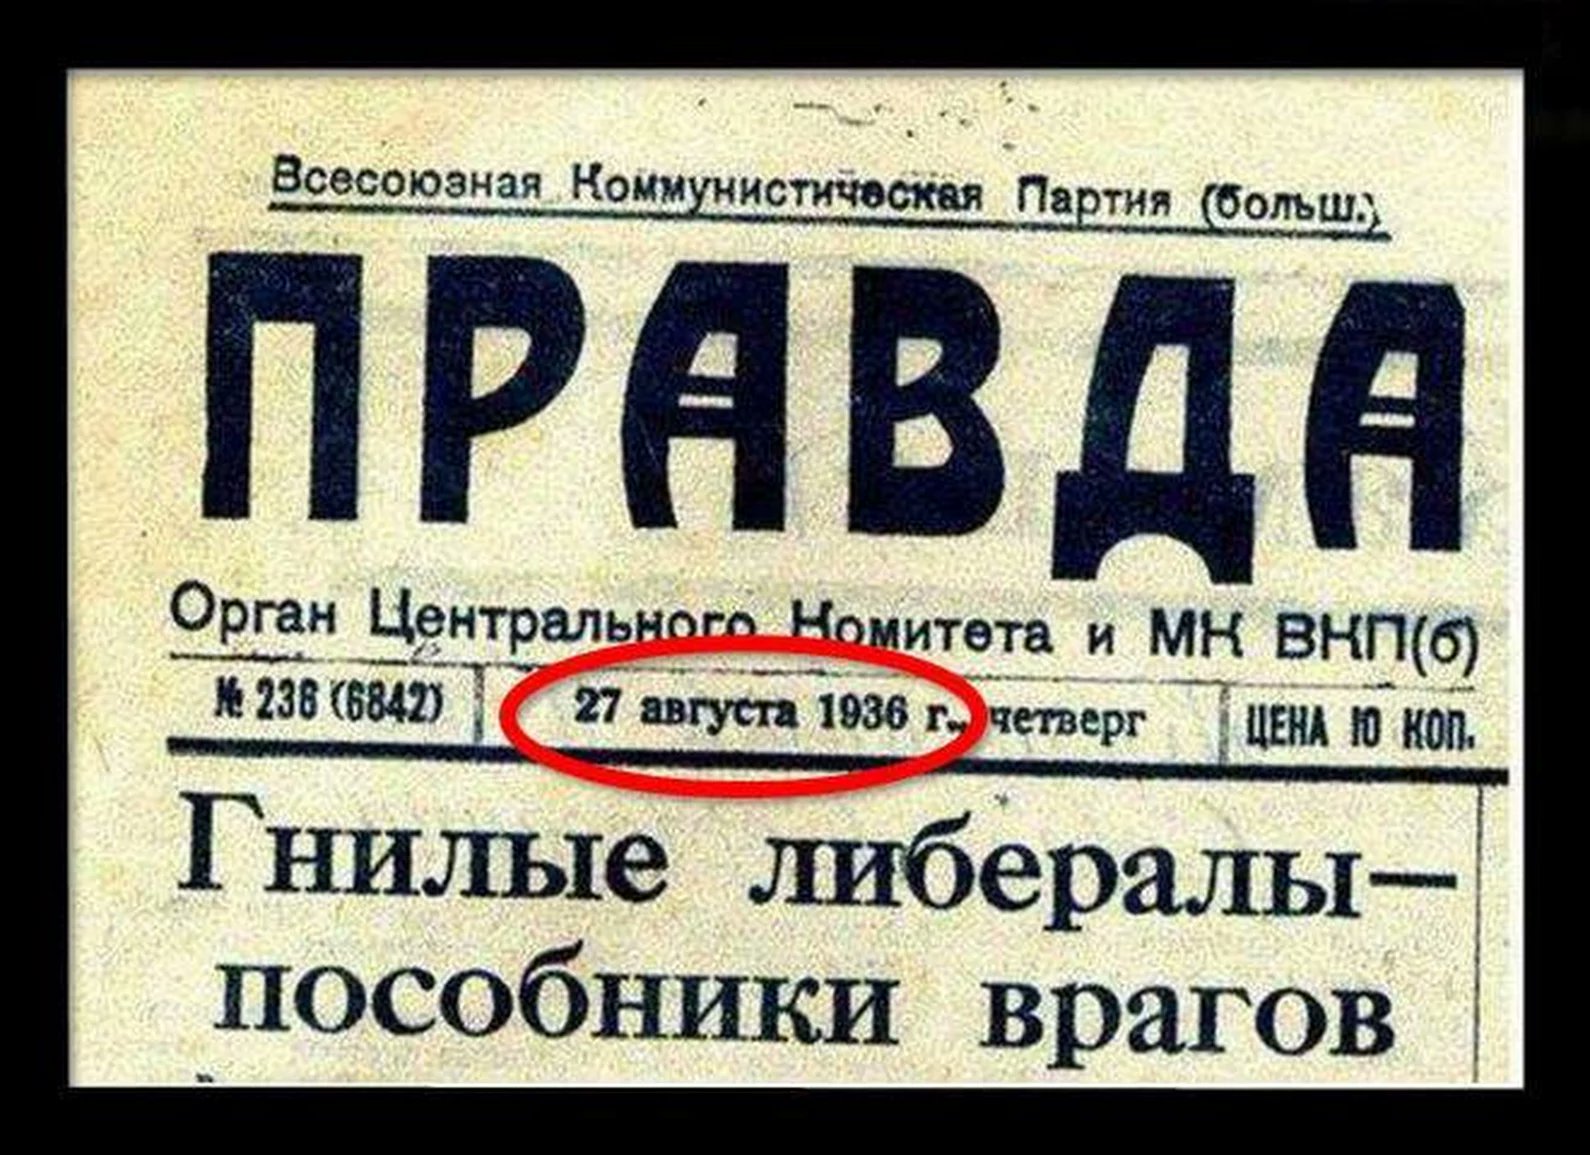 Всесоюзная Коммунистическая Партия (больш.)
ПРАВДА
Орган Центрального Комитета и МК ВКП(б)
№ 236 (6842) 27 августа 1936 г., четверг ЦЕНА 10 КОП.
Гнилые либералы—
пособники врагов